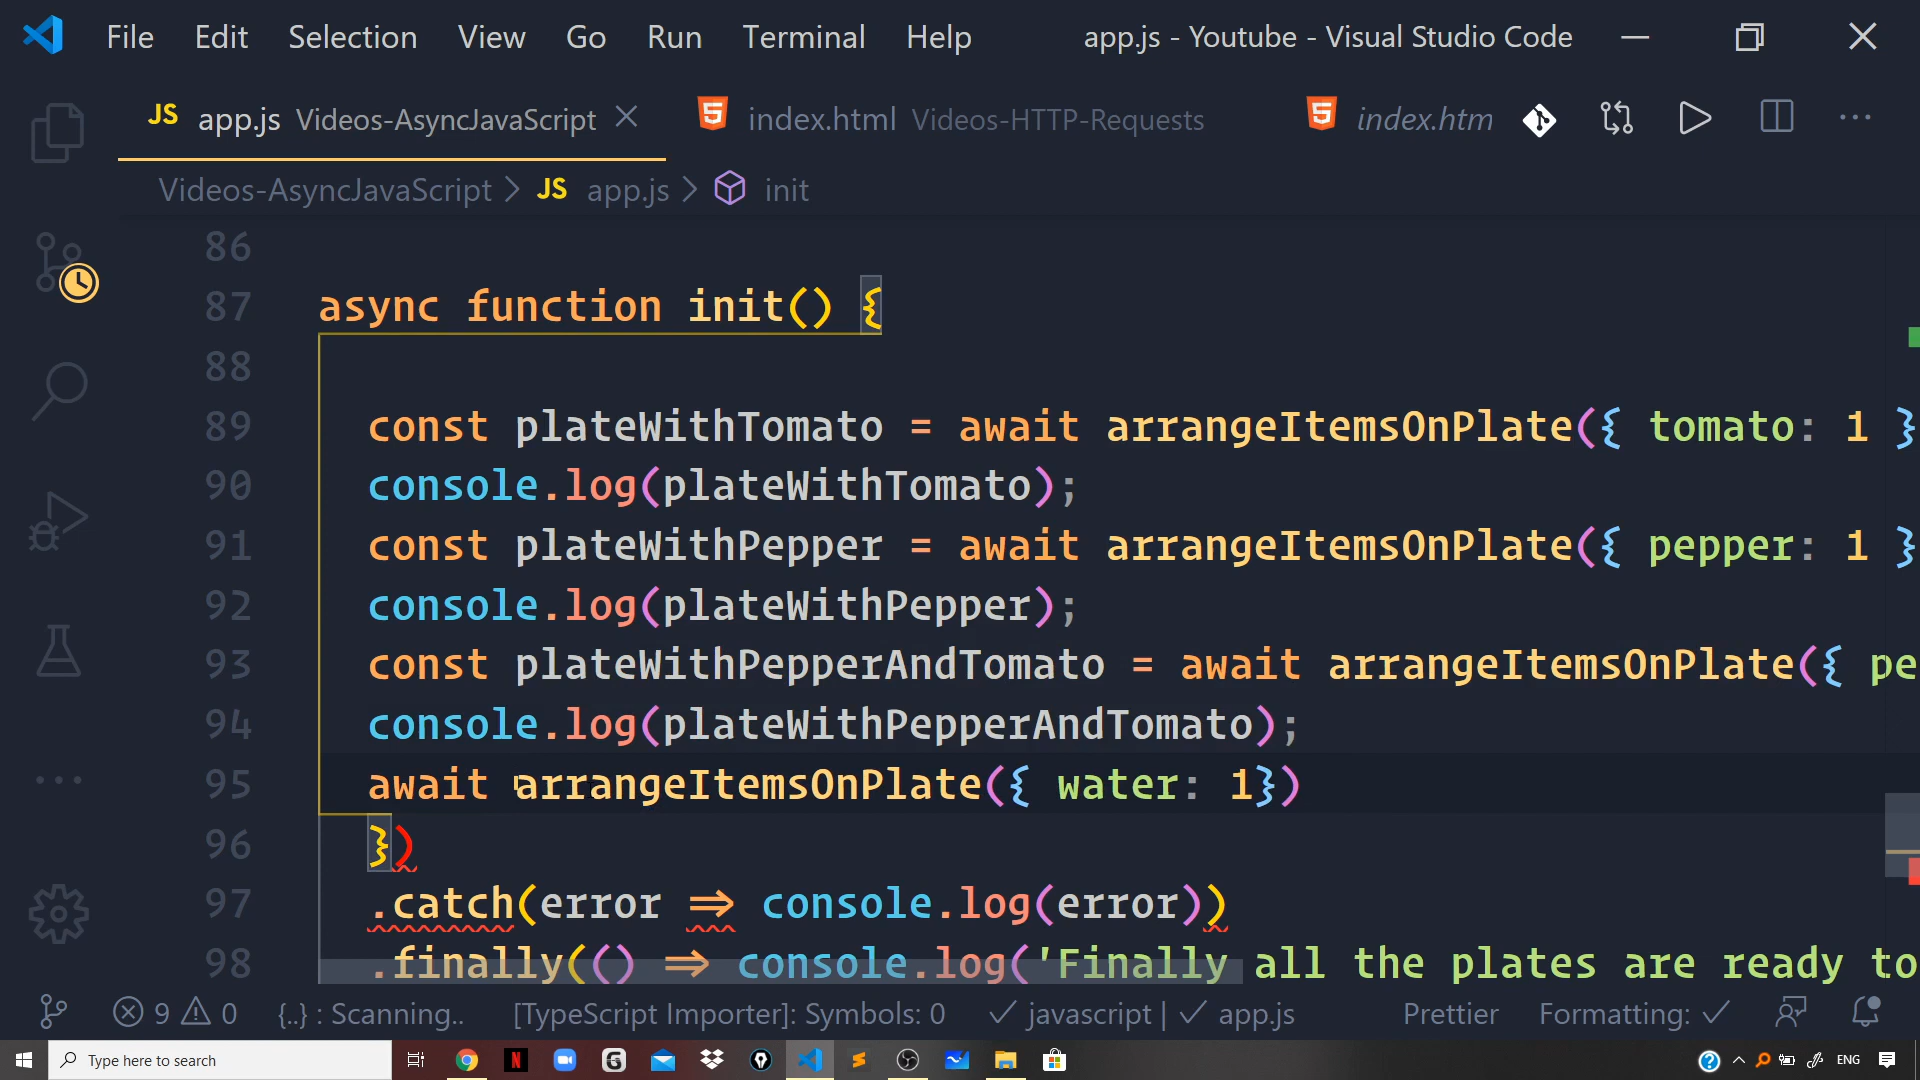 File Edit Selection View Go Run Terminal Help app.js - Youtube - Visual Studio Code
JS app.js Videos-AsyncJavaScript index.html Videos-HTTP-Requests index.htm ...
Videos-AsyncJavaScript > JS app.js > init
86
87 async function init() {
88
89 const plateWithTomato = await arrangeItemsOnPlate({ tomato: 1 }
90 console.log(plateWithTomato);
91 const plateWithPepper = await arrangeItemsOnPlate({ pepper: 1 }
92 console.log(plateWithPepper);
93 const plateWithPepperAndTomato = await arrangeItemsOnPlate({ pe
94 console.log(plateWithPepperAndTomato);
95 await arrangeItemsOnPlate({ water: 1})
96 })
97 .catch(error => console.log(error))
98 .finally(() => console.log('Finally all the plates are ready to
9 0 {..} : Scanning.. [TypeScript Importer]: Symbols: 0 ✓ javascript | ✓ app.js Prettier Formatting: ✓
Type here to search ENG